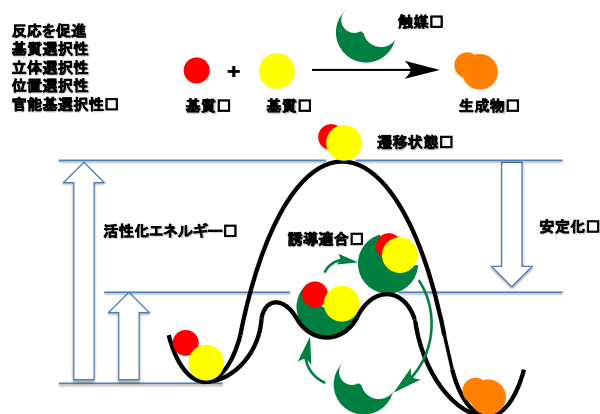 反応を促進
基質選択性
立体選択性
位置選択性
官能基選択性□
触媒□
+
基質□
基質□
生成物□
遷移状態□
活性化エネルギー□
誘導適合□
安定化□